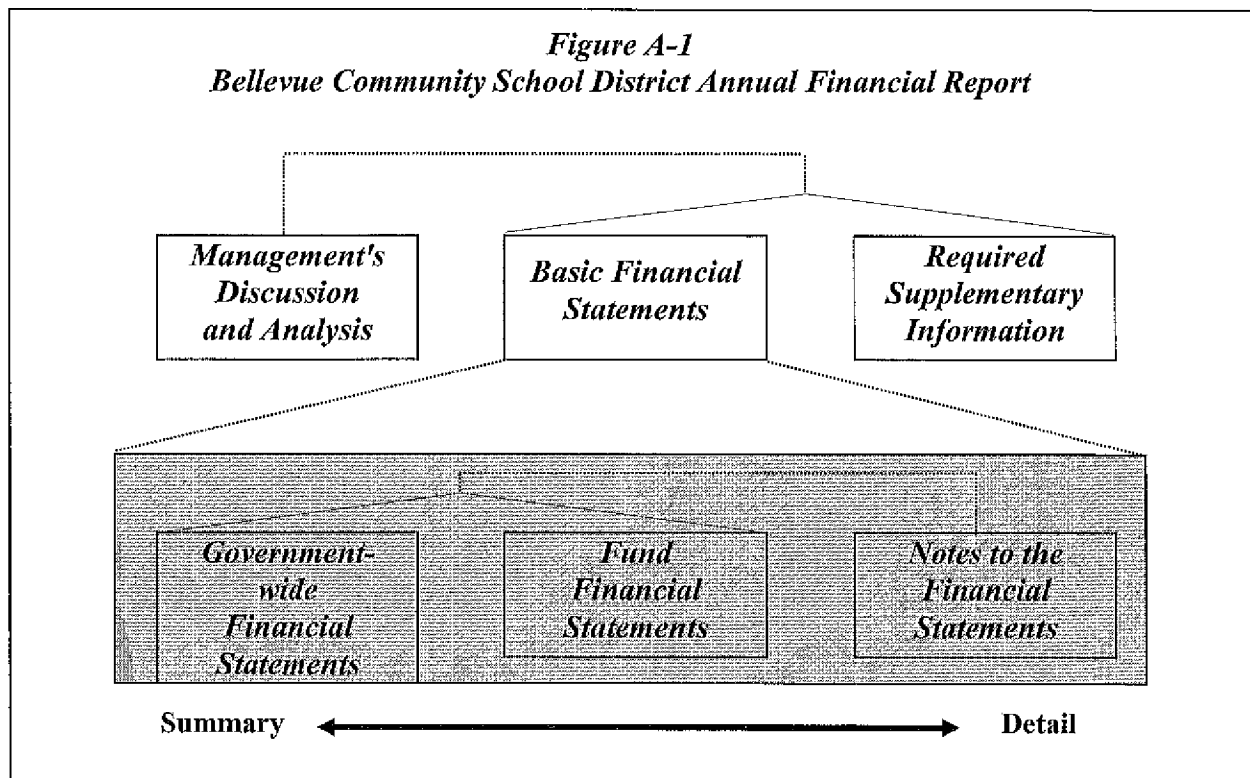 Figure A-1
Bellevue Community School District Annual Financial Report
Management's
Discussion
and Analysis
Basic Financial
Statements
Required
Supplementary
Information
Government-
wide
Financial
Statements
Fund
Financial
Statements
Notes to the
Financial
Statements
Summary
Detail